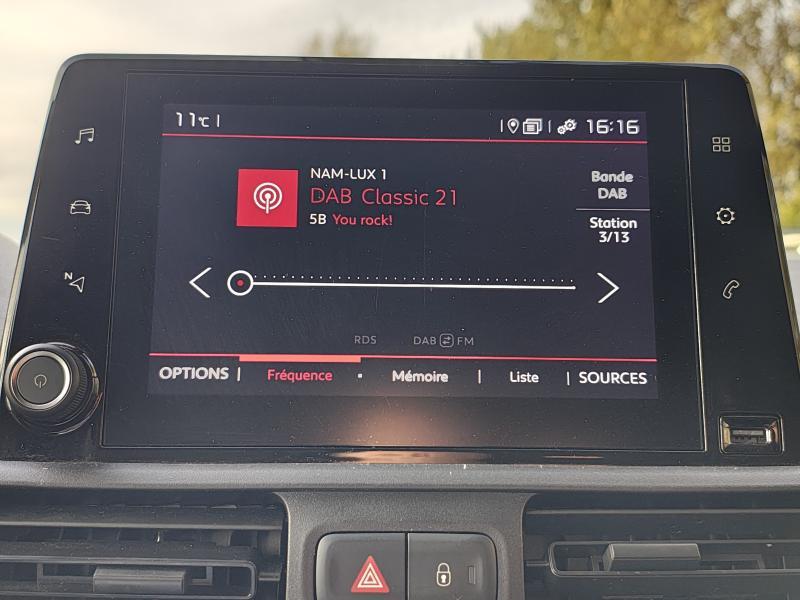 11°C
16:16
NAM-LUX 1
DAB Classic 21
5B You rock!
Bande
DAB
Station
3/13
N
RDS DAB FM
OPTIONS Fréquence Mémoire Liste SOURCES